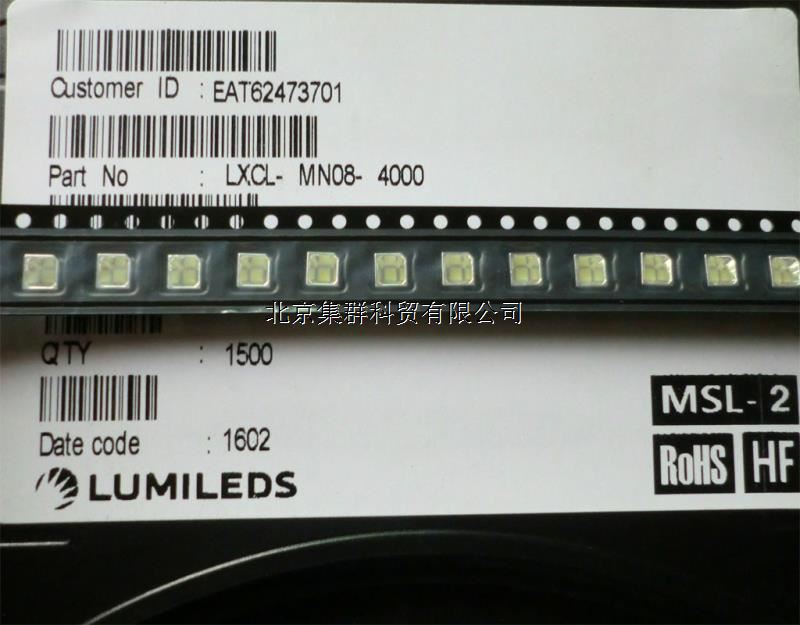 Customer ID : EAT62473701
Part No : LXCL- MN08- 4000
北京集群科贸有限公司
QTY : 1500
Date code : 1602
LUMILEDS
MSL-2
RoHS HF